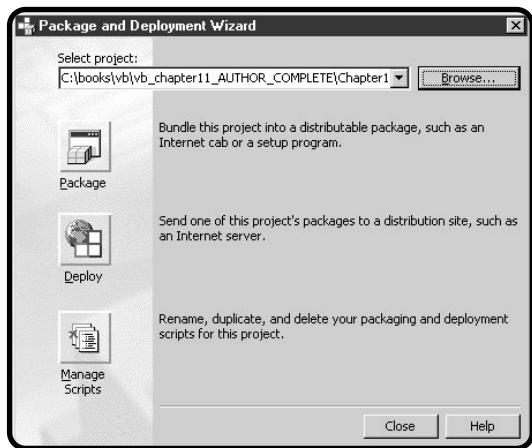 Package and Deployment Wizard
Select project:
C:\books\vb\vb_chapter11_AUTHOR_COMPLETE\Chapter1
Browse...
Package
Bundle this project into a distributable package, such as an
Internet cab or a setup program.
Deploy
Send one of this project's packages to a distribution site, such as
an Internet server.
Manage
Scripts
Rename, duplicate, and delete your packaging and deployment
scripts for this project.
Close
Help